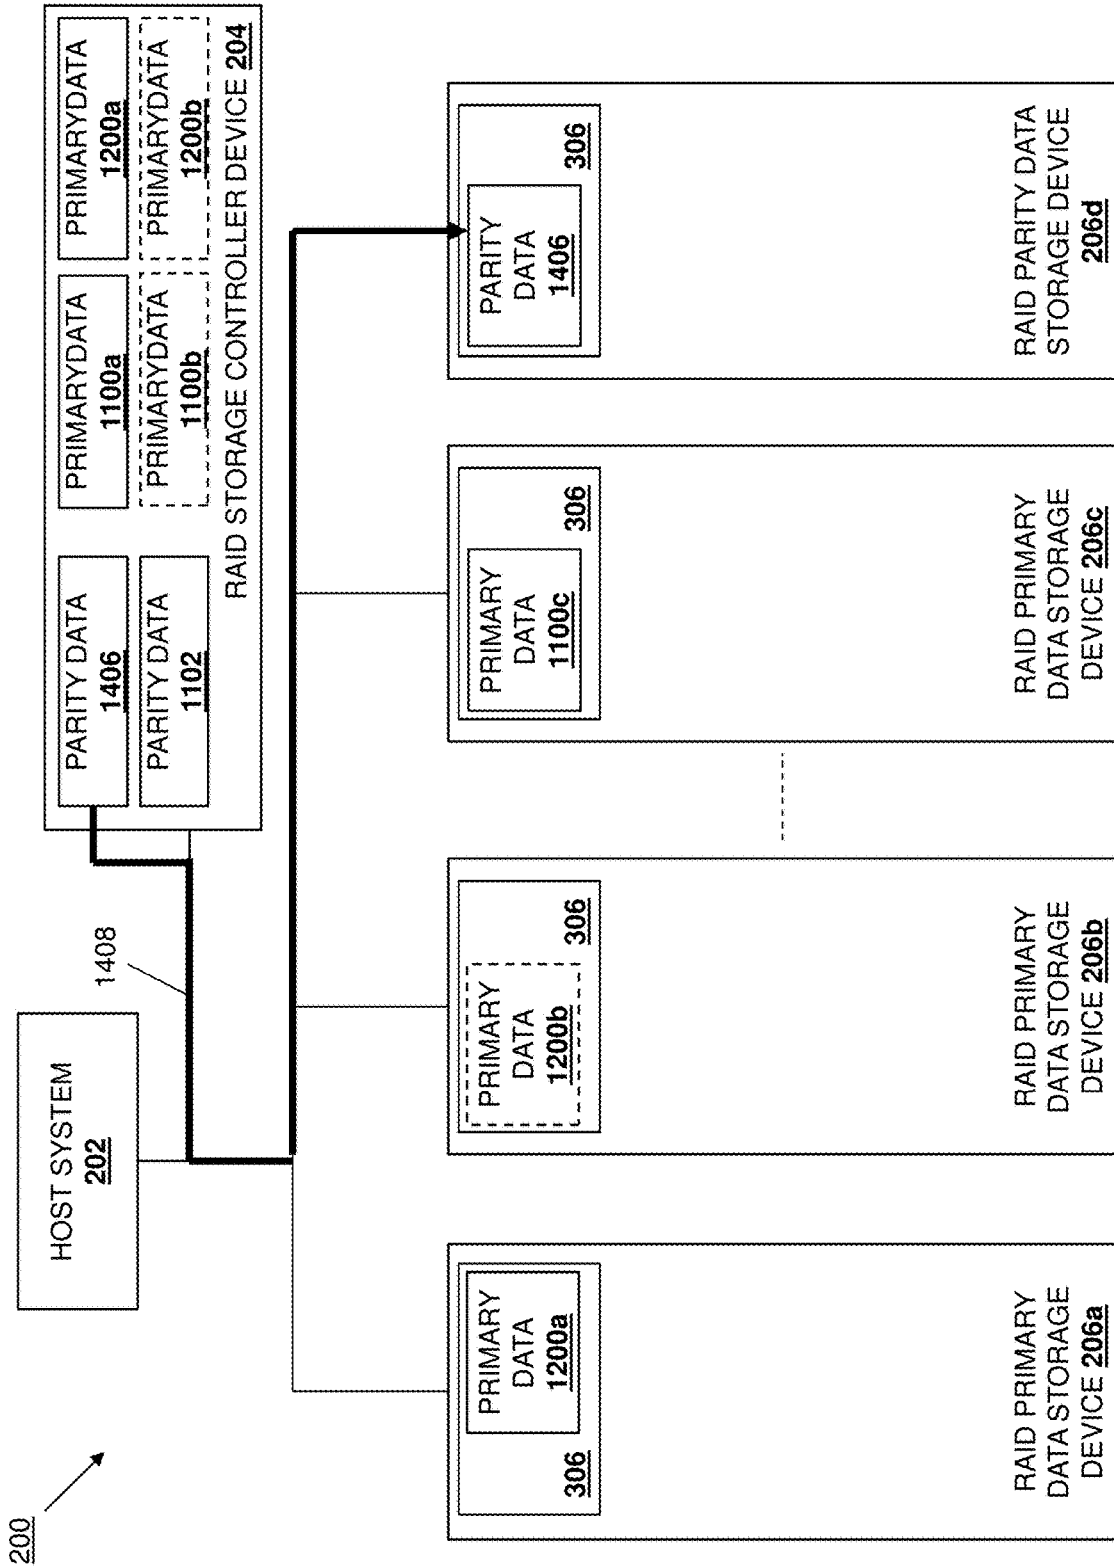 200
HOST SYSTEM
202
1408
PARITY DATA
1406
PARITY DATA
1102
PRIMARYDATA
1100a
PRIMARYDATA
1100b
PRIMARYDATA
1200a
PRIMARYDATA
1200b
RAID STORAGE CONTROLLER DEVICE 204
306
PRIMARY
DATA
1200a
RAID PRIMARY
DATA STORAGE
DEVICE 206a
PRIMARY
DATA
1200b
306
RAID PRIMARY
DATA STORAGE
DEVICE 206b
PRIMARY
DATA
1100c
306
RAID PRIMARY
DATA STORAGE
DEVICE 206c
PARITY
DATA
1406
306
RAID PARITY DATA
STORAGE DEVICE
206d